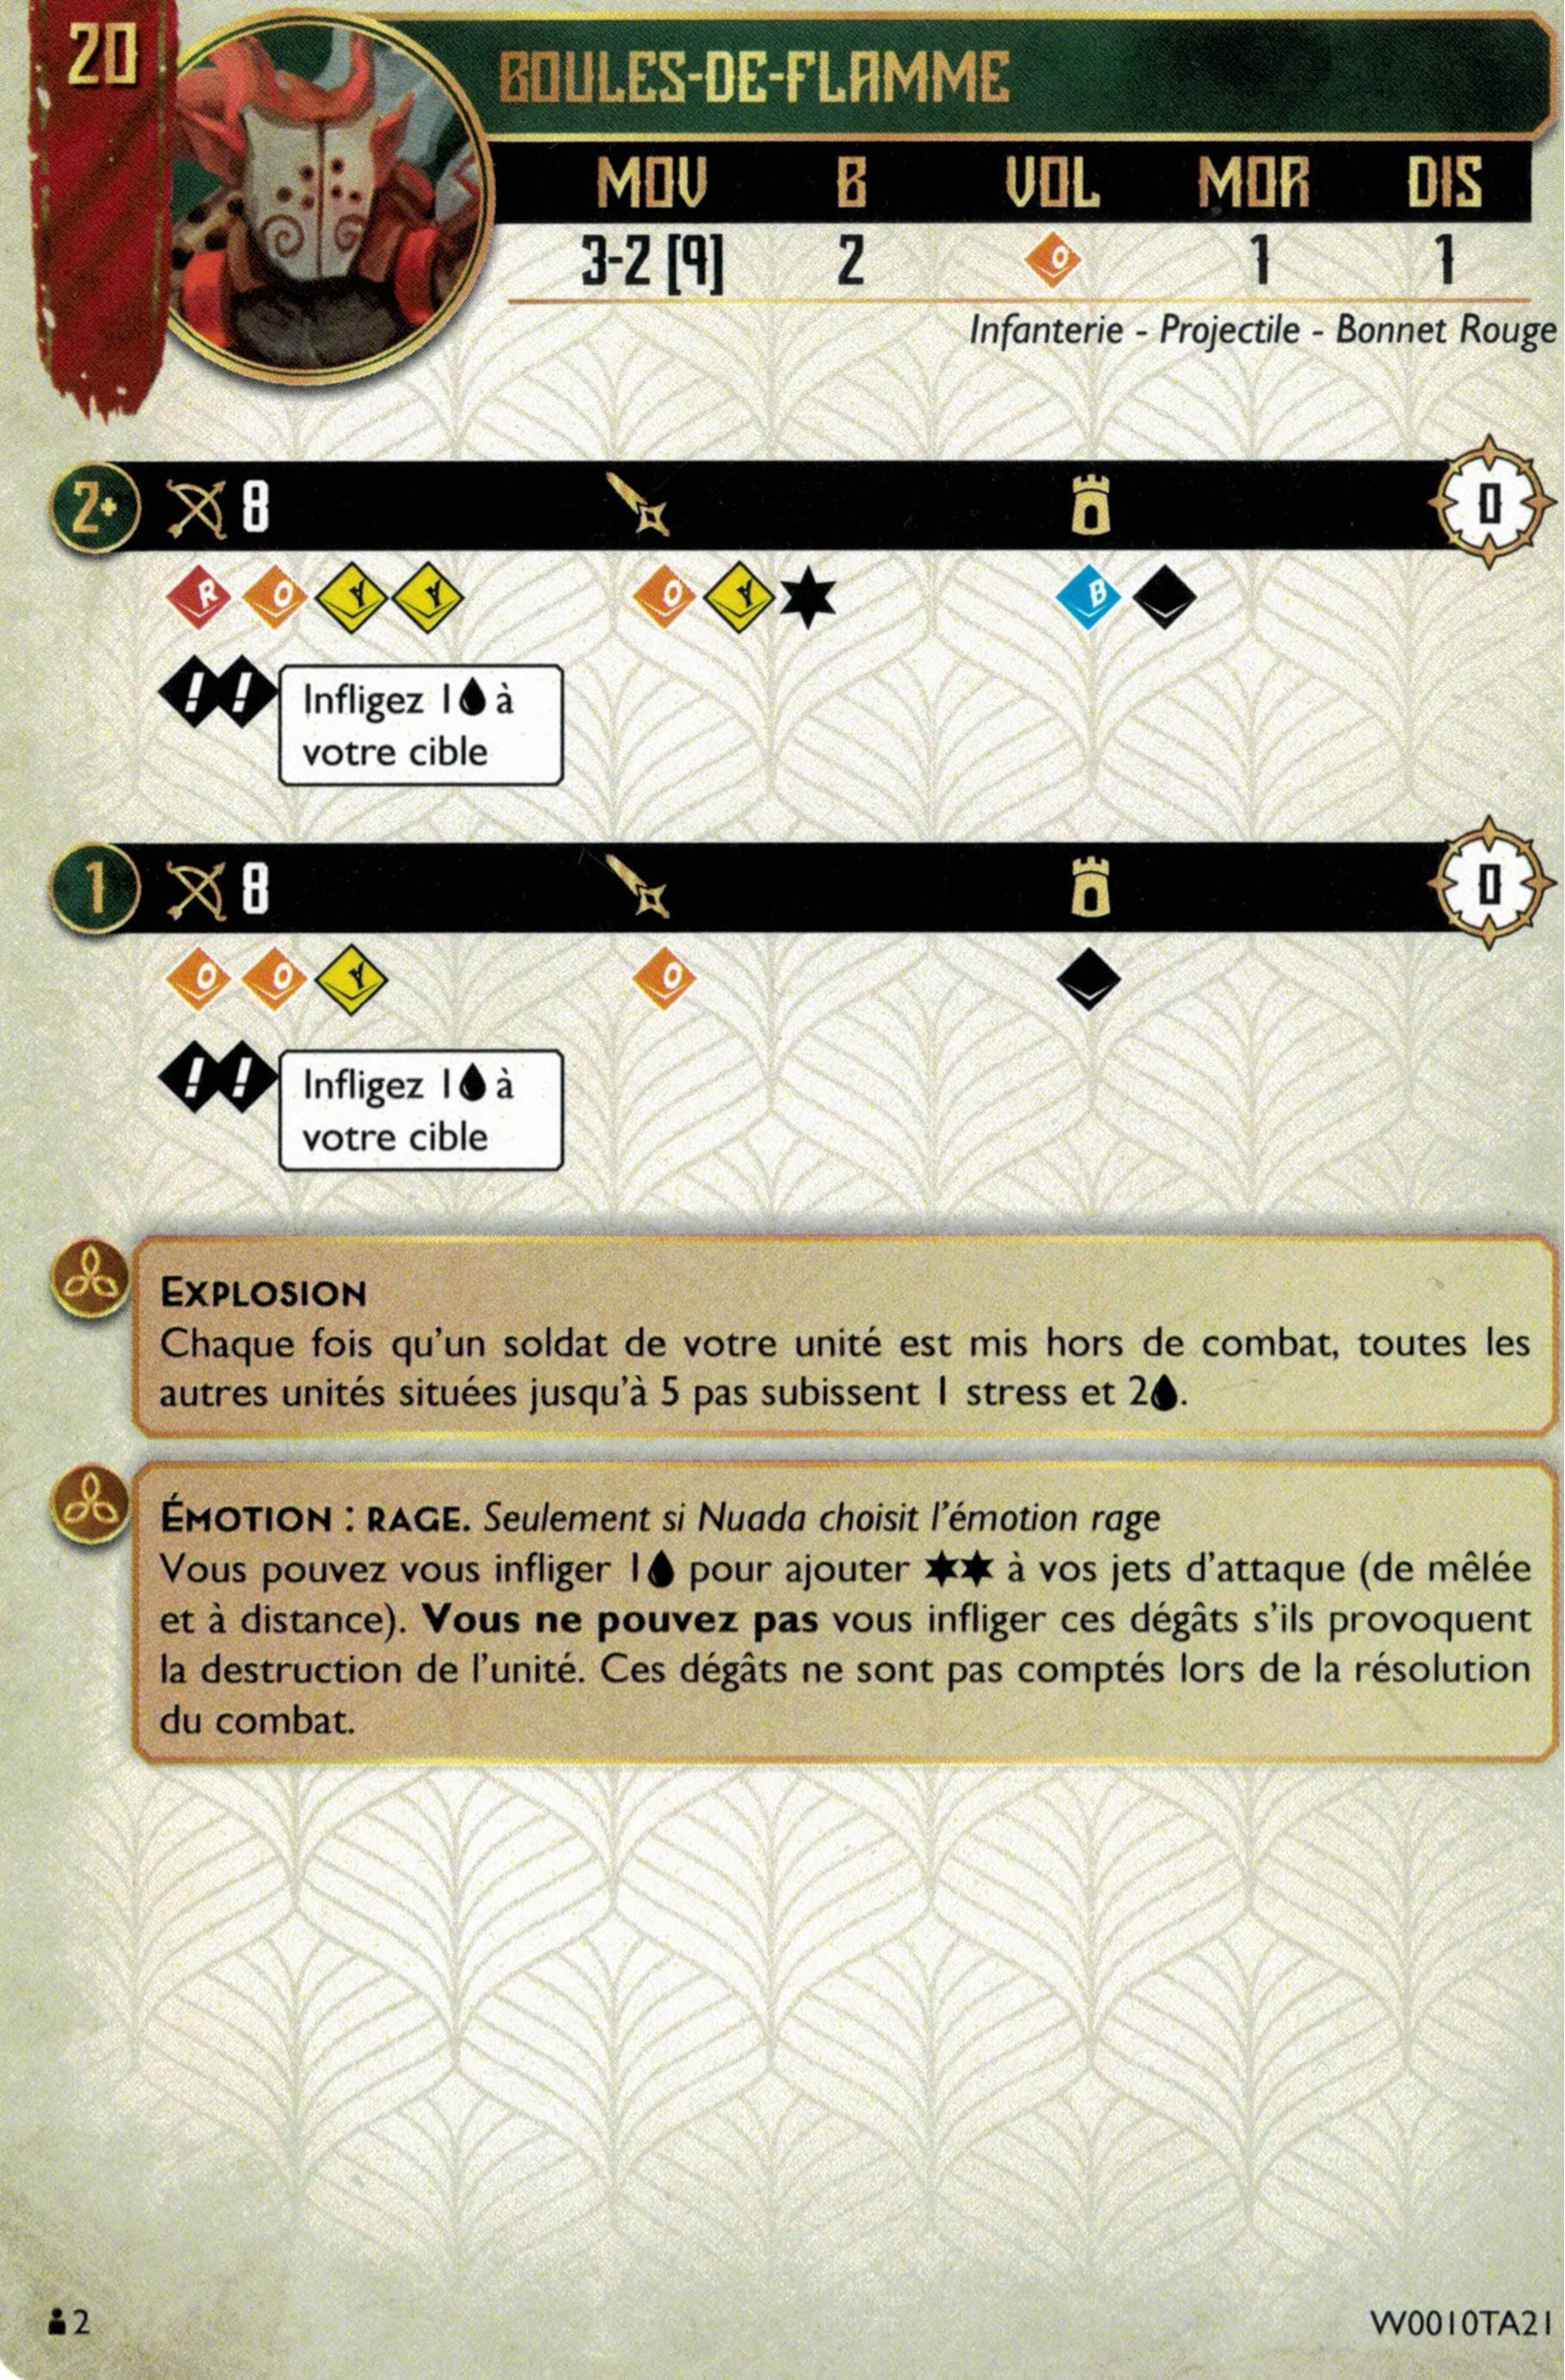 20
BOULES-DE-FLAMME
MOV B VOL MOR DIS
3-2 [9] 2 O 1 1
Infanterie - Projectile - Bonnet Rouge
2+ 8 0
R O Y Y O Y B
! ! Infligez 1 à
votre cible
1 8 0
O O Y O
! ! Infligez 1 à
votre cible
EXPLOSION
Chaque fois qu'un soldat de votre unité est mis hors de combat, toutes les
autres unités situées jusqu'à 5 pas subissent 1 stress et 2.
ÉMOTION : RAGE. Seulement si Nuada choisit l'émotion rage
Vous pouvez vous infliger 1 pour ajouter ★★ à vos jets d'attaque (de mêlée
et à distance). Vous ne pouvez pas vous infliger ces dégâts s'ils provoquent
la destruction de l'unité. Ces dégâts ne sont pas comptés lors de la résolution
du combat.
2
W0010TA21